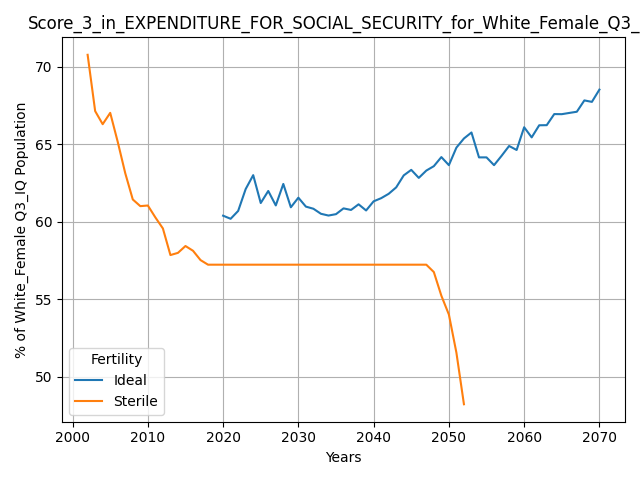 Score_3_in_EXPENDITURE_FOR_SOCIAL_SECURITY_for_White_Female_Q3_
% of White_Female Q3_IQ Population
70
65
60
55
50
Fertility
Ideal
Sterile
2000 2010 2020 2030 2040 2050 2060 2070
Years